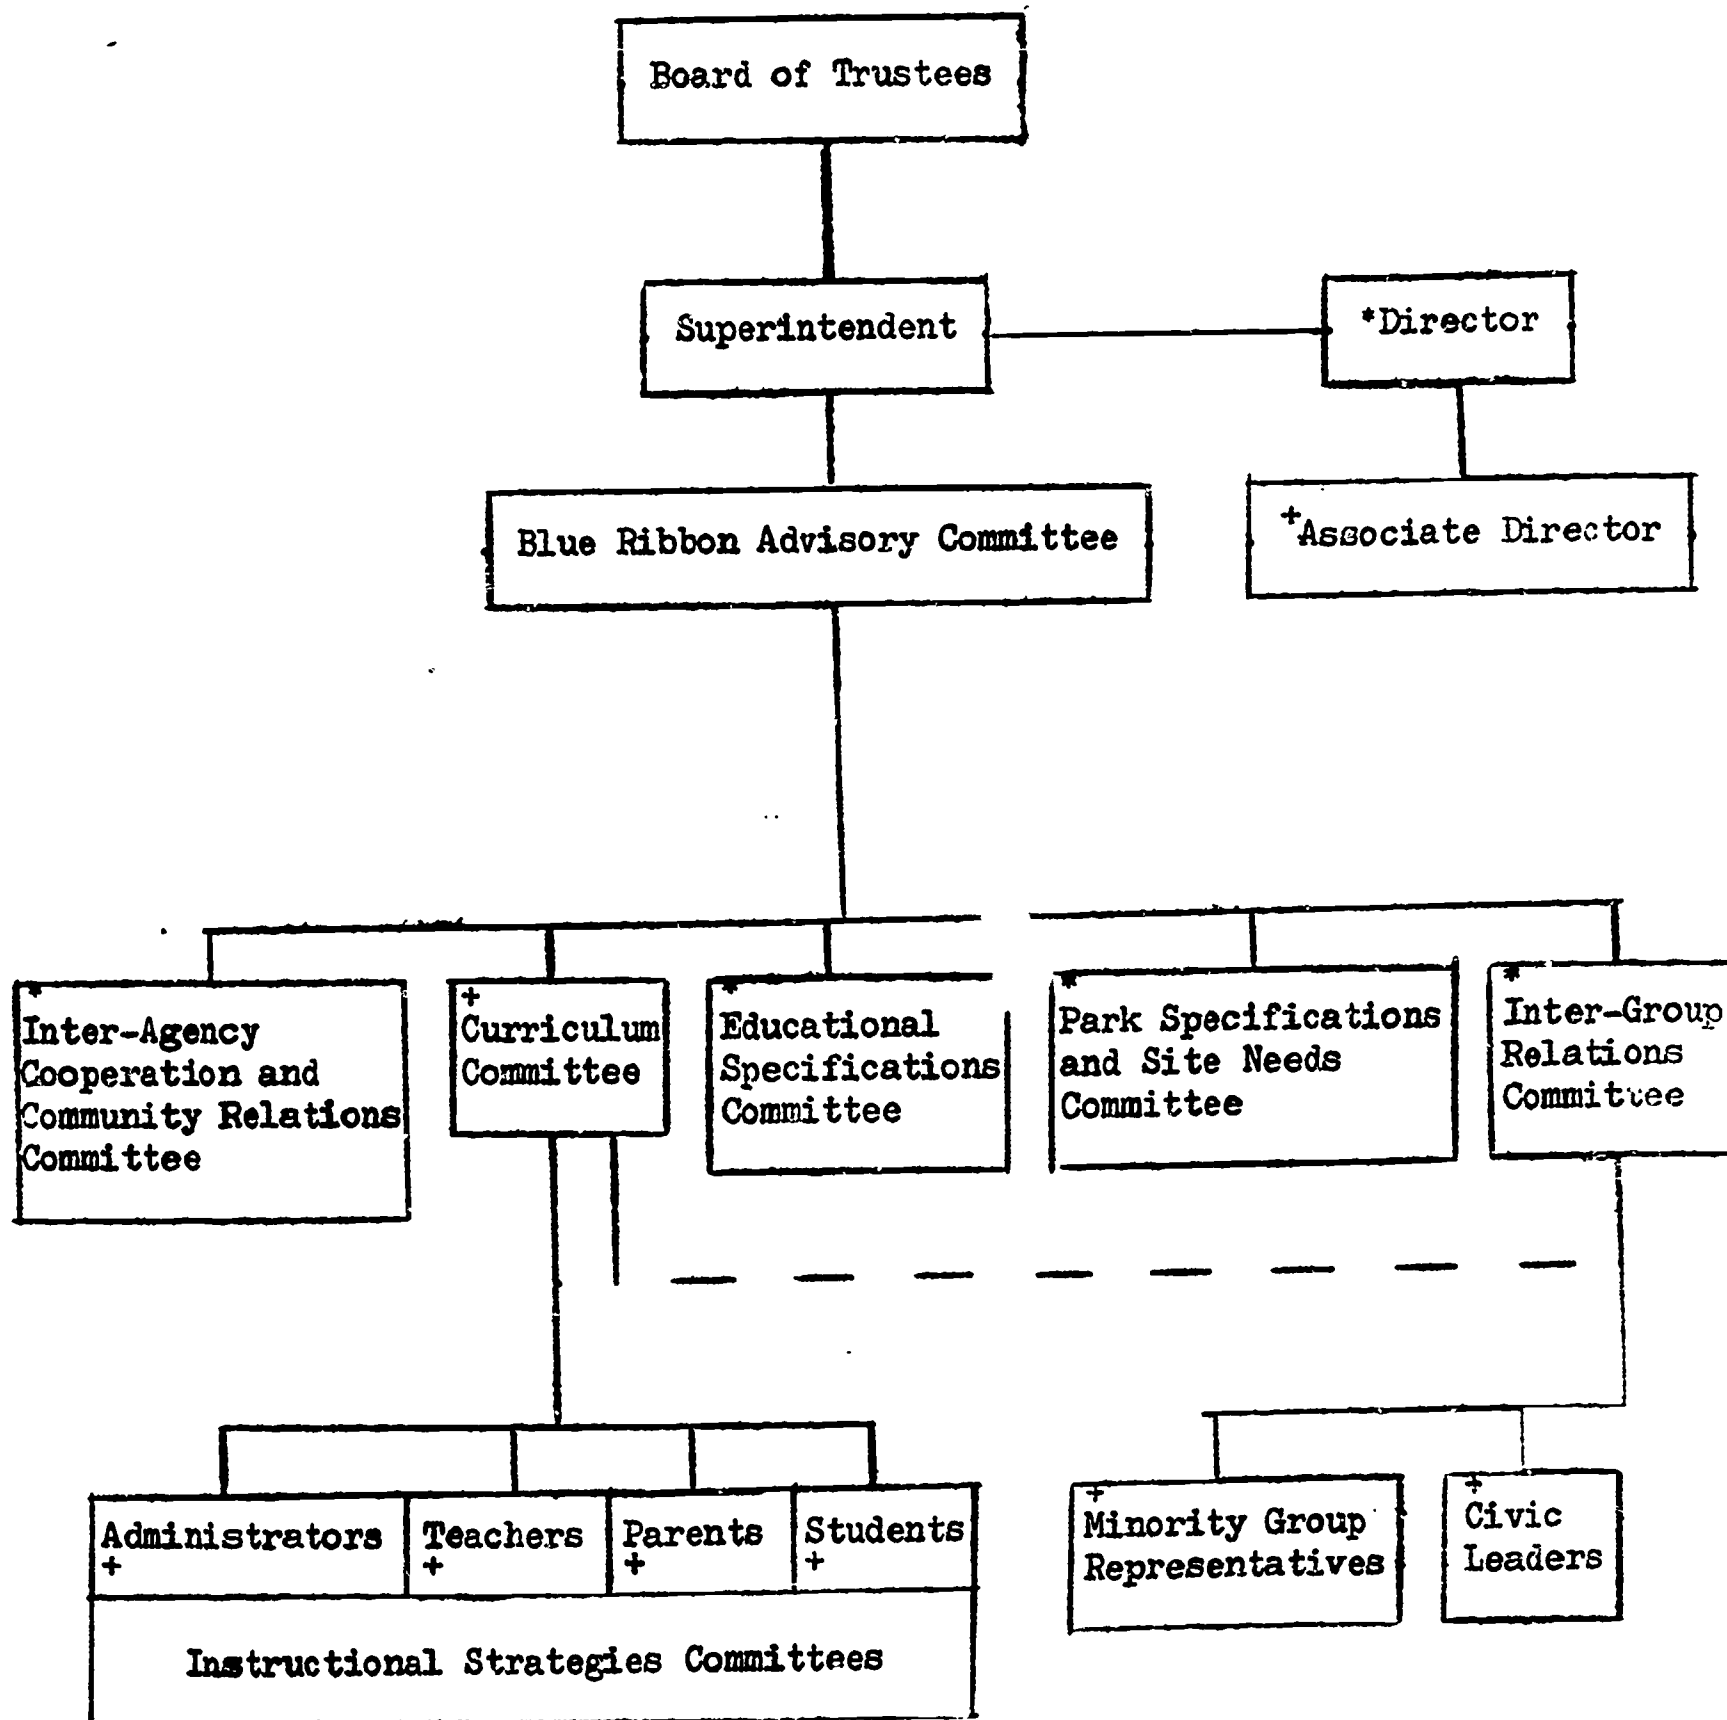 Board of Trustees
Superintendent
*Director
Blue Ribbon Advisory Committee
+Associate Director
*
Inter-Agency
Cooperation and
Community Relations
Committee
+
Curriculum
Committee
*
Educational
Specifications
Committee
*
Park Specifications
and Site Needs
Committee
*
Inter-Group
Relations
Committee
Administrators
+
Teachers
+
Parents
+
Students
+
Instructional Strategies Committees
+
Minority Group
Representatives
+
Civic
Leaders